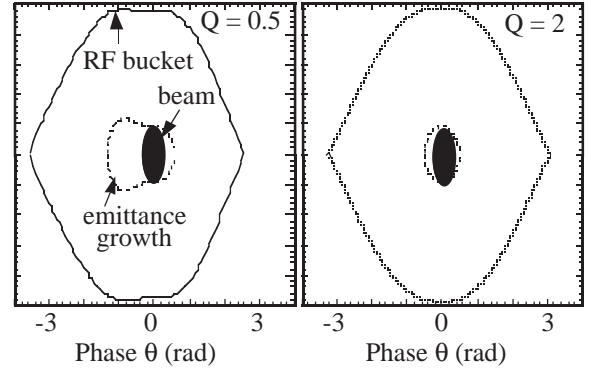 Q = 0.5
RF bucket
beam
emittance
growth
-3 0 3
Phase θ (rad)
Q = 2
-3 0 3
Phase θ (rad)